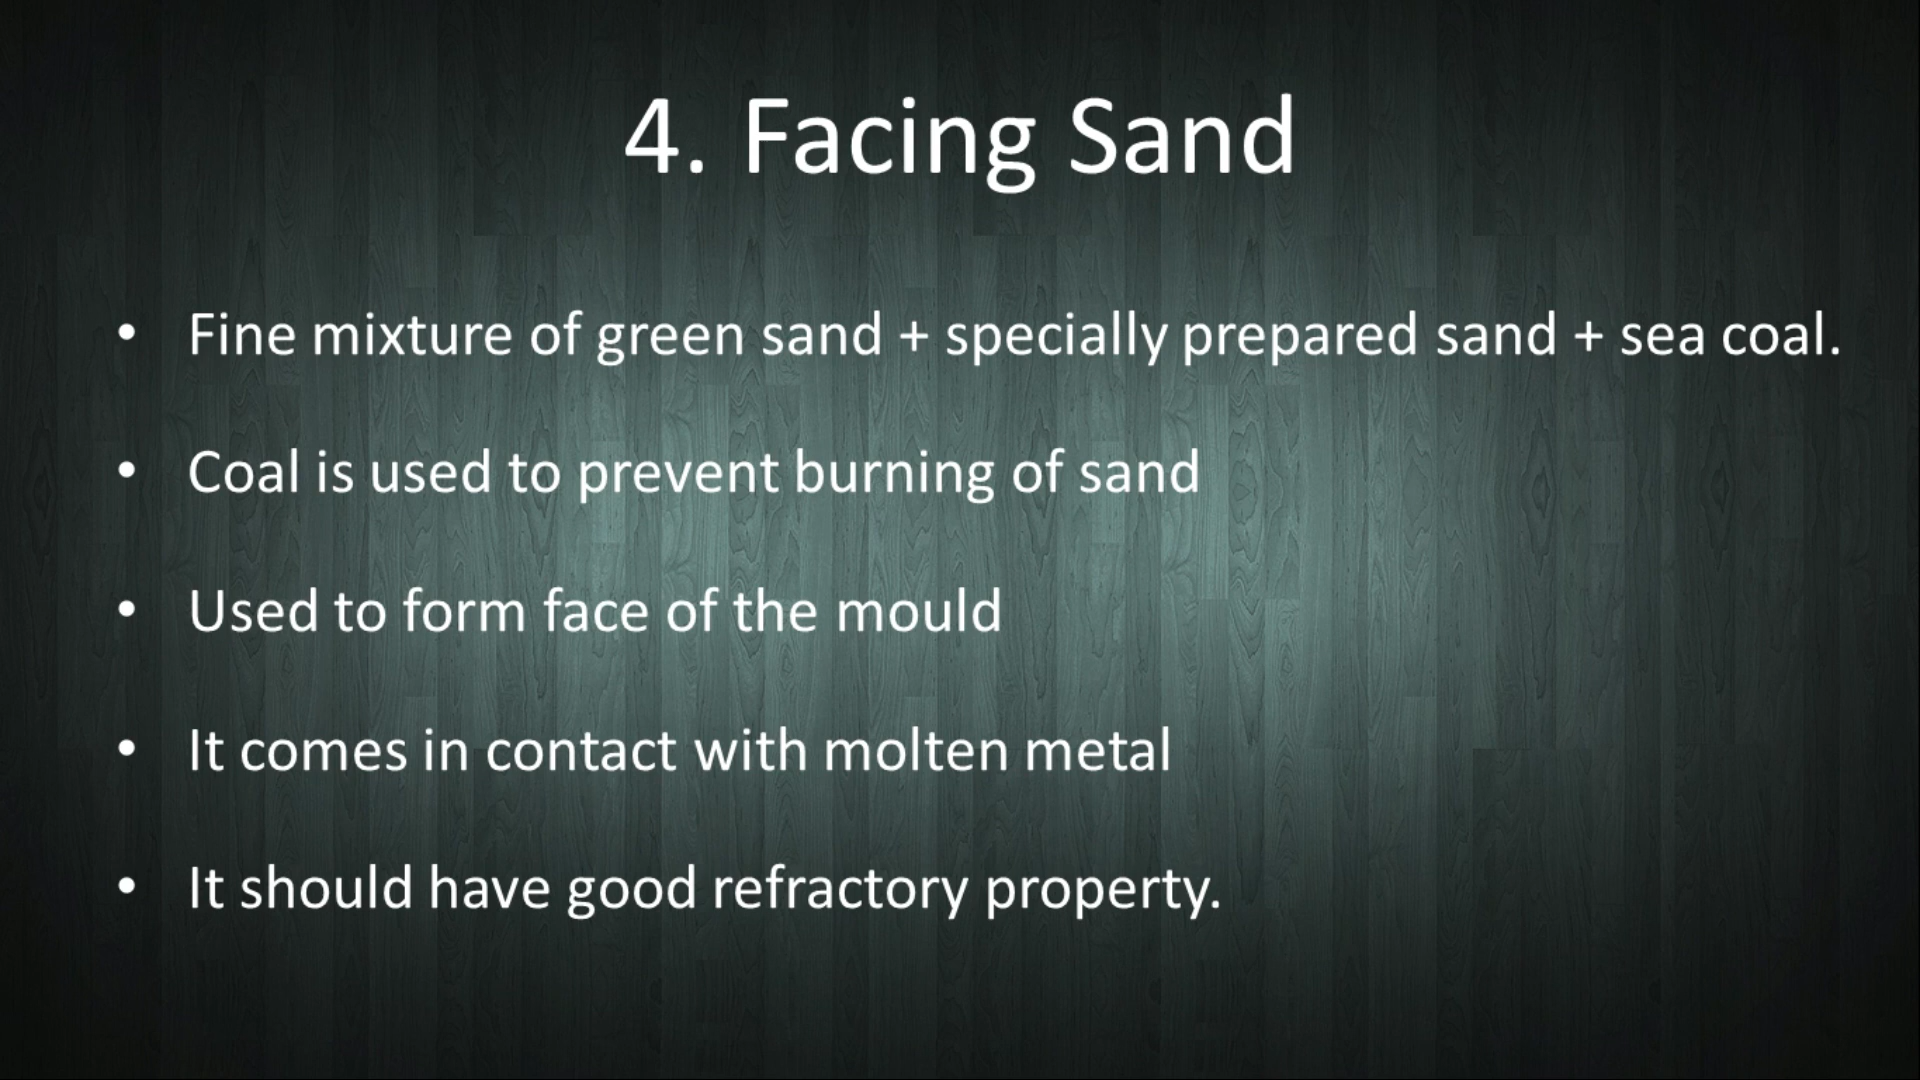 4. Facing Sand
• Fine mixture of green sand + specially prepared sand + sea coal.
• Coal is used to prevent burning of sand
• Used to form face of the mould
• It comes in contact with molten metal
• It should have good refractory property.